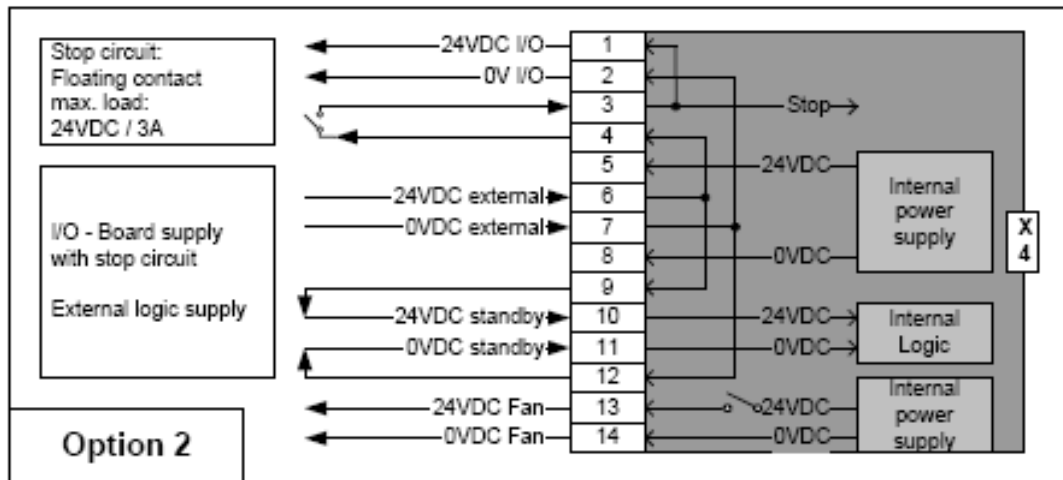 Stop circuit:
Floating contact
max. load:
24VDC / 3A
I/O - Board supply
with stop circuit
External logic supply
Option 2
24VDC I/O
0V I/O
24VDC external
0VDC external
24VDC standby
0VDC standby
24VDC Fan
0VDC Fan
1
2
3
4
5
6
7
8
9
10
11
12
13
14
Stop
24VDC
0VDC
24VDC
0VDC
24VDC
0VDC
Internal
power
supply
Internal
Logic
Internal
power
supply
X
4